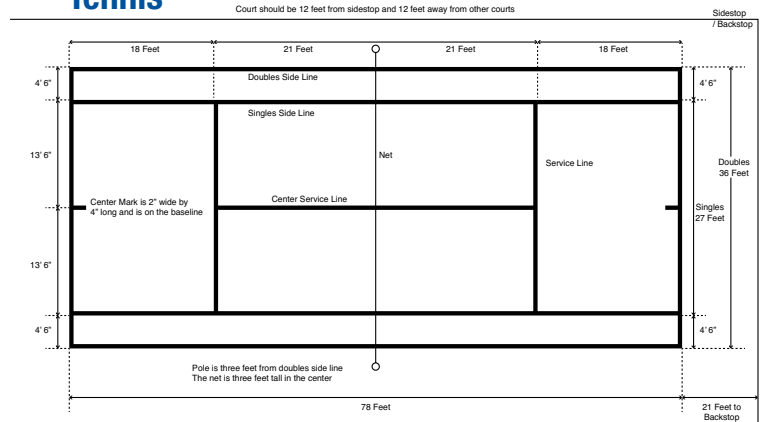 Tennis
Court should be 12 feet from sidestop and 12 feet away from other courts
Sidestop
/ Backstop
18 Feet
21 Feet
21 Feet
18 Feet
4' 6"
Doubles Side Line
4' 6"
Singles Side Line
13' 6"
Net
Service Line
Doubles
36 Feet
Center Mark is 2" wide by
4" long and is on the baseline
Center Service Line
Singles
27 Feet
13' 6"
4' 6"
4' 6"
Pole is three feet from doubles side line
The net is three feet tall in the center
78 Feet
21 Feet to
Backstop